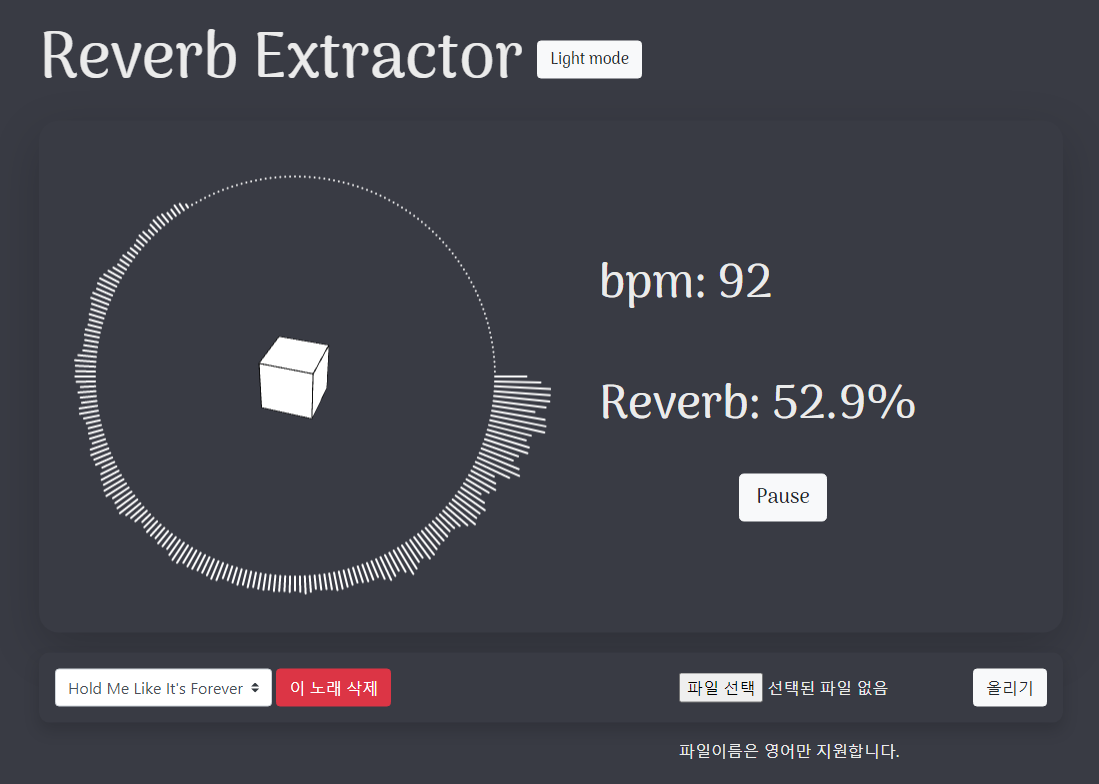 Reverb Extractor Light mode
bpm: 92
Reverb: 52.9%
Pause
Hold Me Like It's Forever 이 노래 삭제 파일 선택 선택된 파일 없음 올리기
파일이름은 영어만 지원합니다.